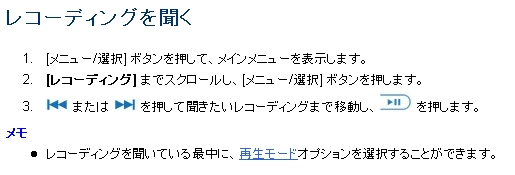 レコーディングを聞く
1. [メニュー/選択] ボタンを押して、メインメニューを表示します。
2. [レコーディング] までスクロールし、[メニュー/選択] ボタンを押します。
3. または を押して聞きたいレコーディングまで移動し、 を押します。
メモ
● レコーディングを聞いている最中に、再生モードオプションを選択することができます。